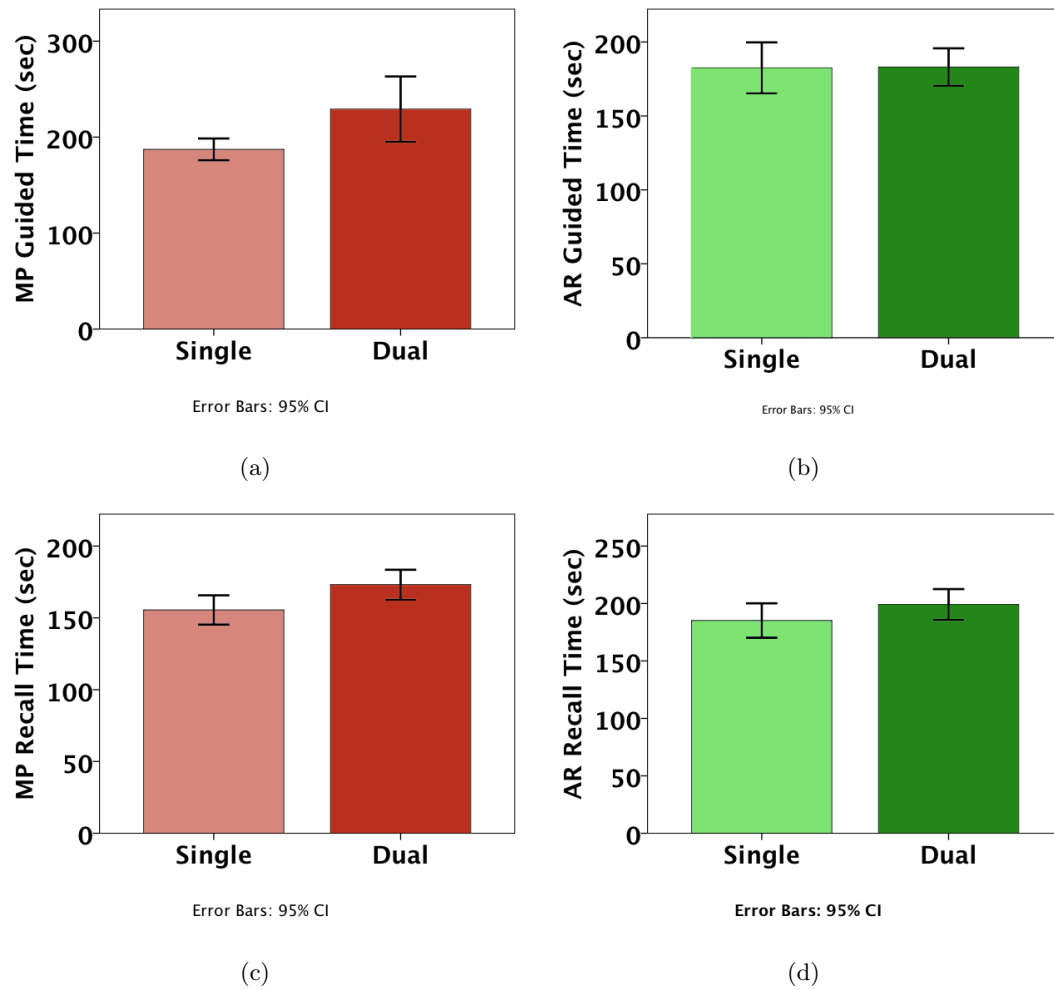 MP Guided Time (sec)
300
200
100
0
Single Dual
Error Bars: 95% CI
(a)
AR Guided Time (sec)
200
150
100
50
0
Single Dual
Error Bars: 95% CI
(b)
MP Recall Time (sec)
200
150
100
50
0
Single Dual
Error Bars: 95% CI
(c)
AR Recall Time (sec)
250
200
150
100
50
0
Single Dual
Error Bars: 95% CI
(d)